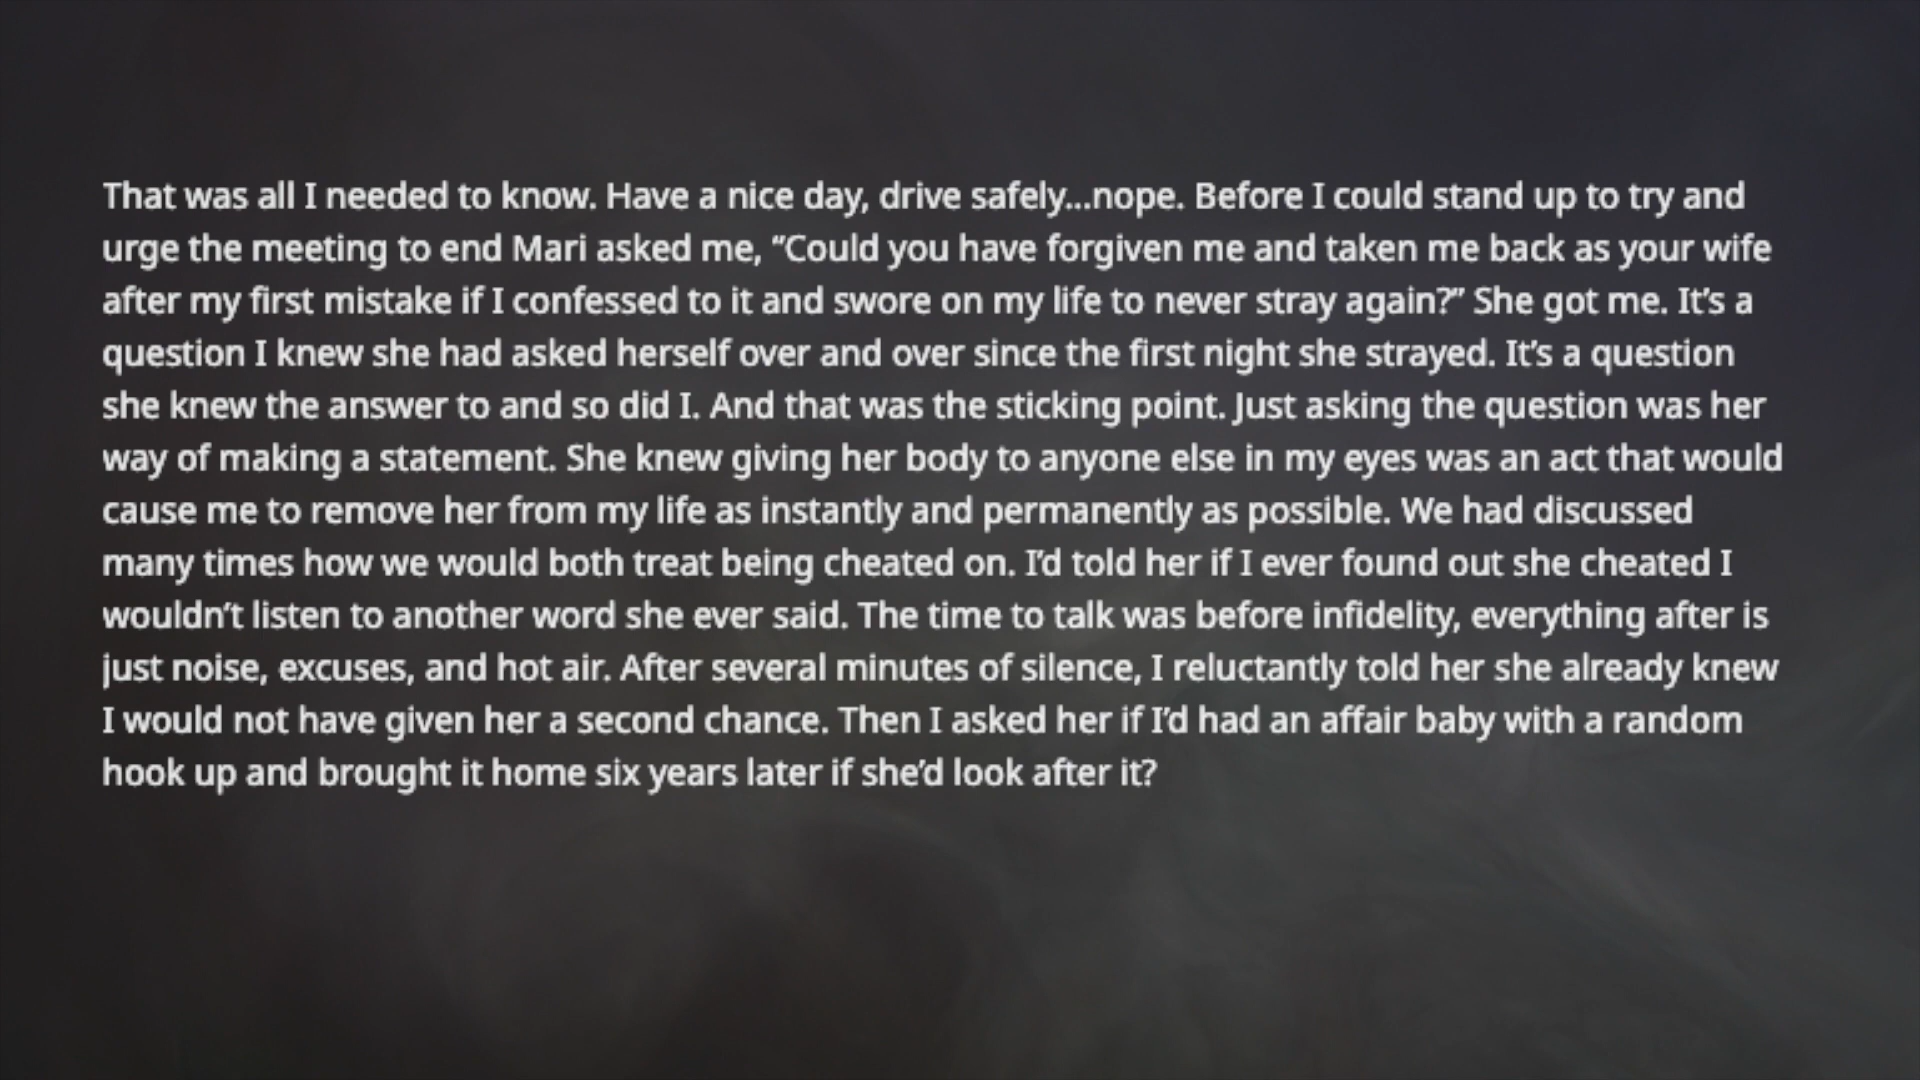 That was all I needed to know. Have a nice day, drive safely...nope. Before I could stand up to try and
urge the meeting to end Mari asked me, “Could you have forgiven me and taken me back as your wife
after my first mistake if I confessed to it and swore on my life to never stray again?” She got me. It’s a
question I knew she had asked herself over and over since the first night she strayed. It’s a question
she knew the answer to and so did I. And that was the sticking point. Just asking the question was her
way of making a statement. She knew giving her body to anyone else in my eyes was an act that would
cause me to remove her from my life as instantly and permanently as possible. We had discussed
many times how we would both treat being cheated on. I’d told her if I ever found out she cheated I
wouldn’t listen to another word she ever said. The time to talk was before infidelity, everything after is
just noise, excuses, and hot air. After several minutes of silence, I reluctantly told her she already knew
I would not have given her a second chance. Then I asked her if I’d had an affair baby with a random
hook up and brought it home six years later if she’d look after it?